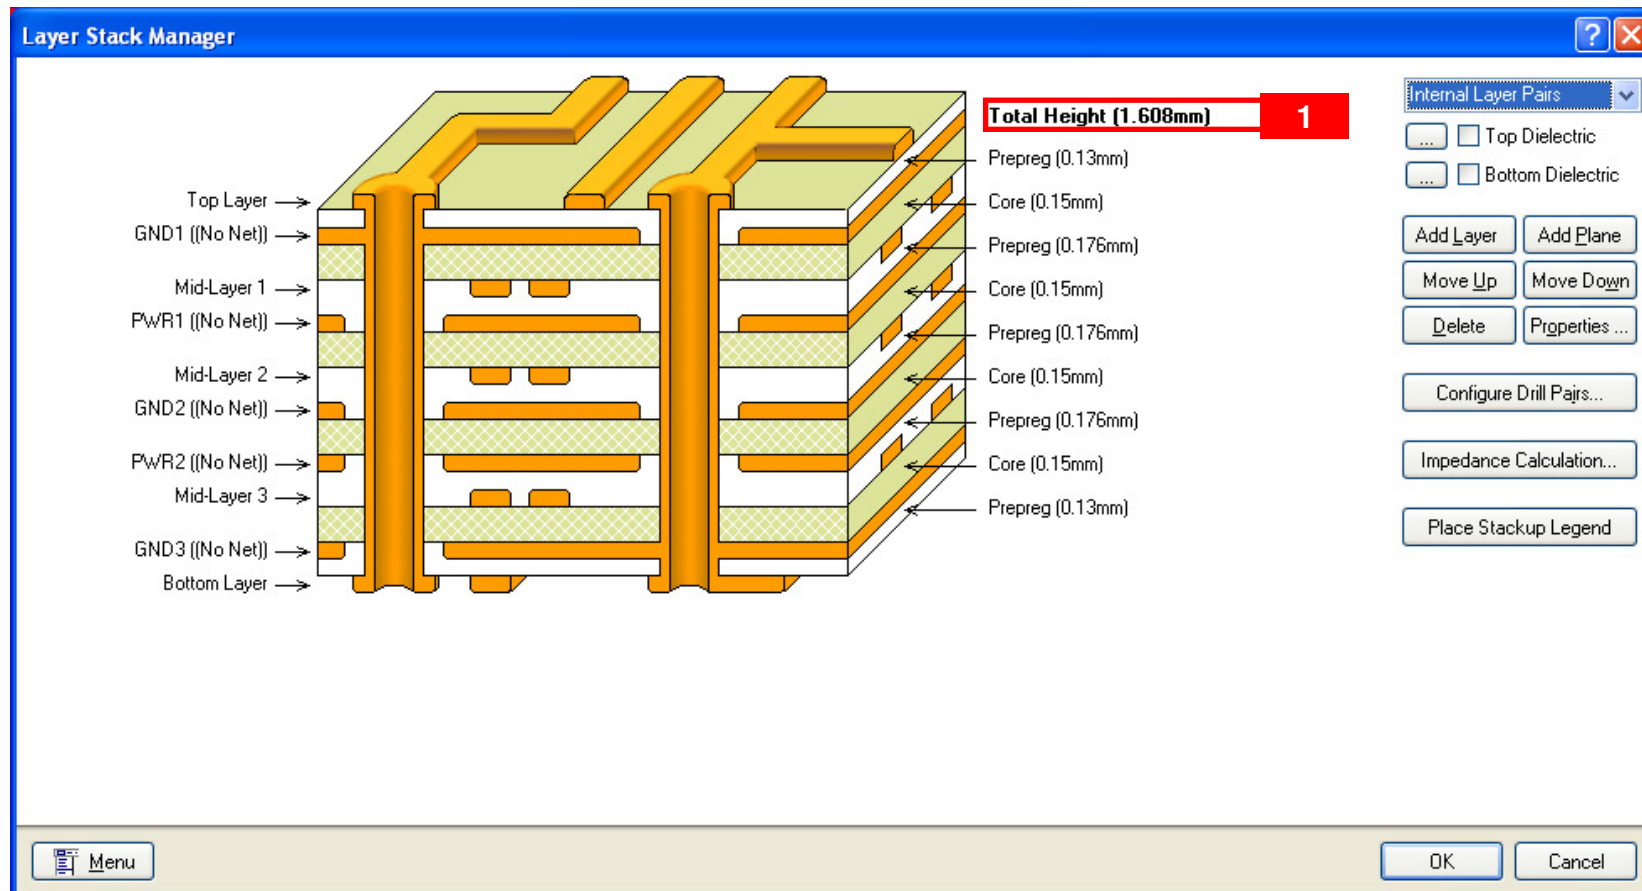 Layer Stack Manager
?
Total Height (1.608mm)
1
Prepreg (0.13mm)
Core (0.15mm)
Prepreg (0.176mm)
Core (0.15mm)
Prepreg (0.176mm)
Core (0.15mm)
Prepreg (0.176mm)
Core (0.15mm)
Prepreg (0.13mm)
Top Layer
GND1 ((No Net))
Mid-Layer 1
PWR1 ((No Net))
Mid-Layer 2
GND2 ((No Net))
PWR2 ((No Net))
Mid-Layer 3
GND3 ((No Net))
Bottom Layer
Internal Layer Pairs
... Top Dielectric
... Bottom Dielectric
Add Layer Add Plane
Move Up Move Down
Delete Properties ...
Configure Drill Pairs...
Impedance Calculation...
Place Stackup Legend
Menu
OK Cancel